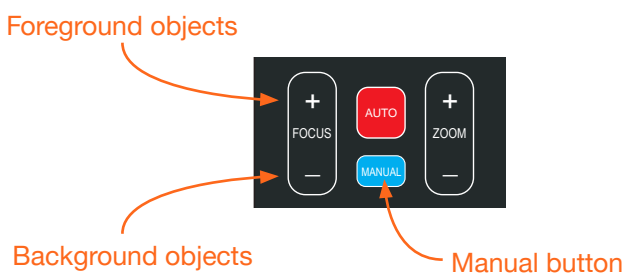 Foreground objects
+
+
AUTO
FOCUS
ZOOM
–
MANUAL
–
Background objects
Manual button